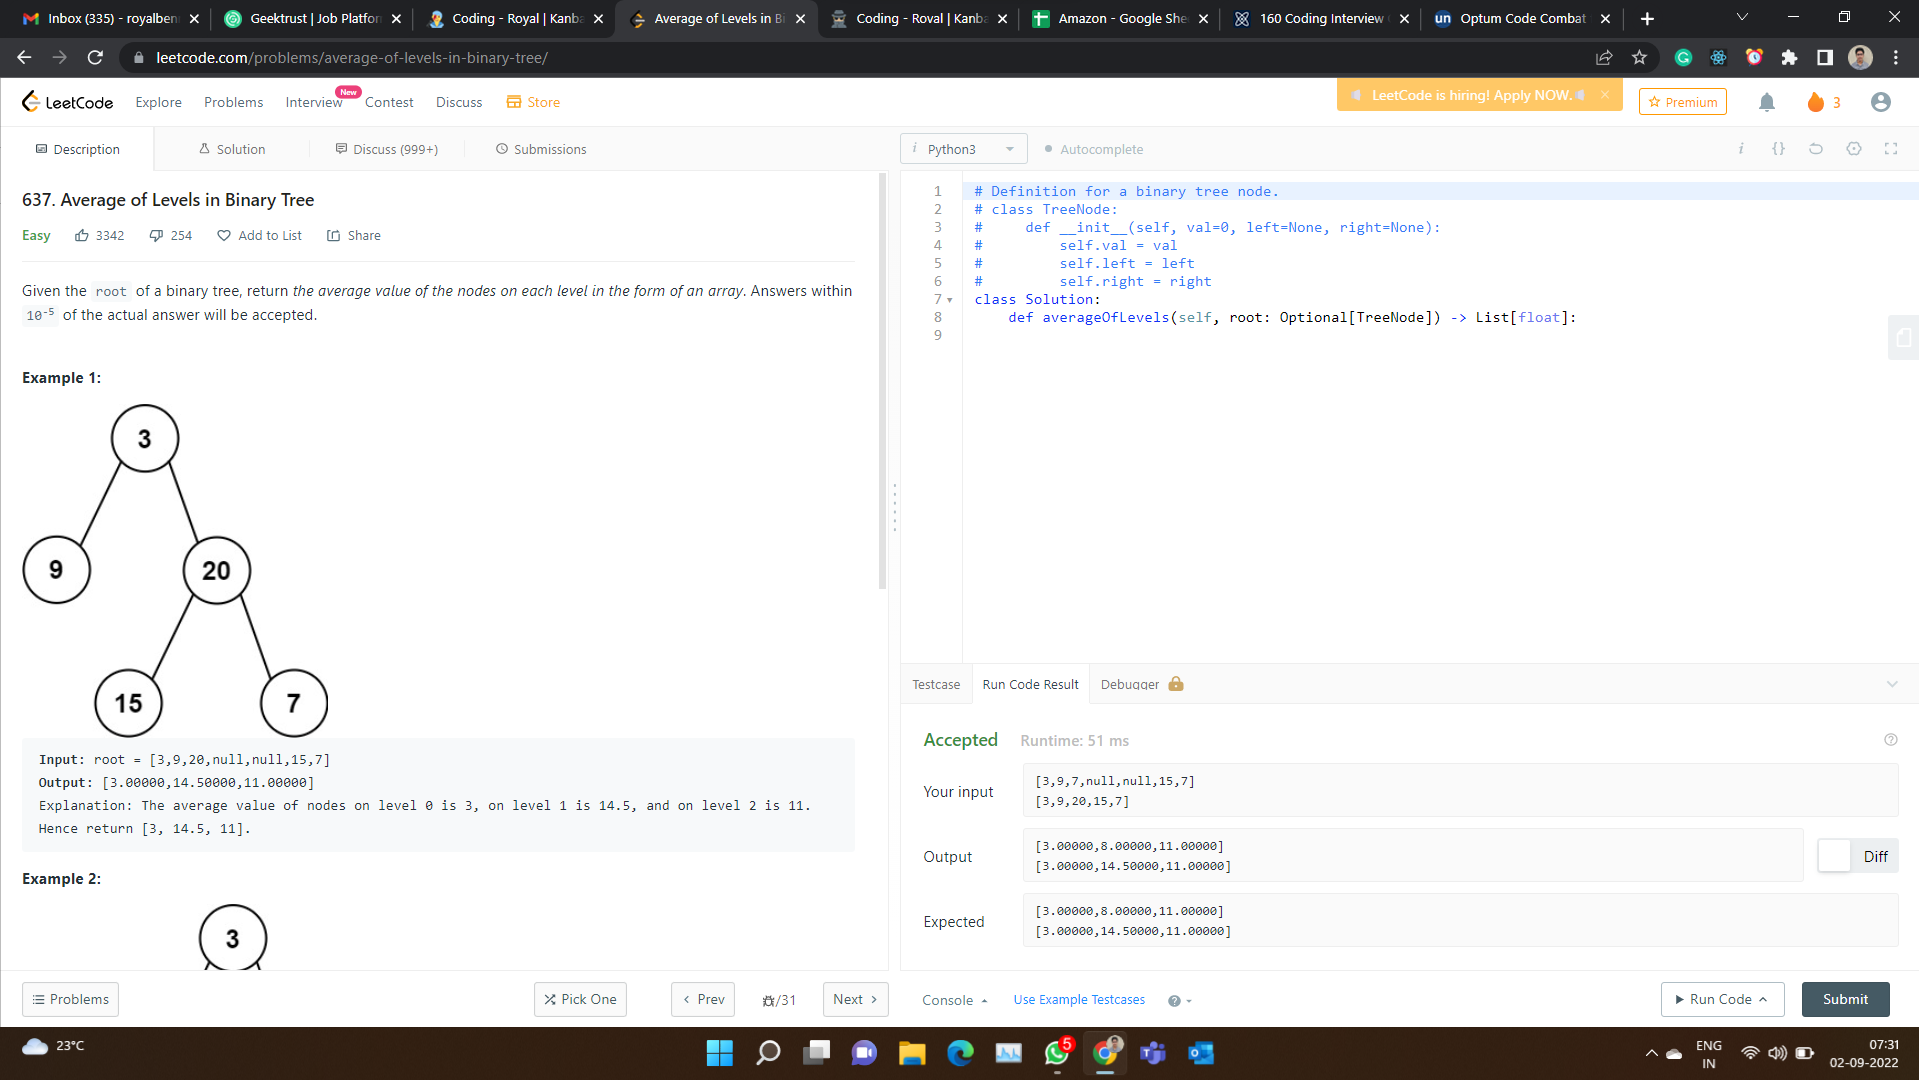 Inbox (335) - royalben
Geektrust | Job Platfor
Coding - Royal | Kanba
Average of Levels in Bi
Coding - Royal | Kanba
Amazon - Google She
160 Coding Interview
un Optum Code Combat
leetcode.com/problems/average-of-levels-in-binary-tree/
LeetCode
Explore
Problems
Interview
New
Contest
Discuss
Store
LeetCode is hiring! Apply NOW.
Premium
3
Description
Solution
Discuss (999+)
Submissions
i Python3
Autocomplete
637. Average of Levels in Binary Tree
Easy 3342 254 Add to List Share
Given the root of a binary tree, return the average value of the nodes on each level in the form of an array. Answers within
10-5 of the actual answer will be accepted.
Example 1:
3
9
20
15
7
Input: root = [3,9,20,null,null,15,7]
Output: [3.00000,14.50000,11.00000]
Explanation: The average value of nodes on level 0 is 3, on level 1 is 14.5, and on level 2 is 11.
Hence return [3, 14.5, 11].
Example 2:
3
1 # Definition for a binary tree node.
2 # class TreeNode:
3 # def __init__(self, val=0, left=None, right=None):
4 # self.val = val
5 # self.left = left
6 # self.right = right
7 class Solution:
8 def averageOfLevels(self, root: Optional[TreeNode]) -> List[float]:
9
Testcase
Run Code Result
Debugger
Accepted Runtime: 51 ms
Your input
[3,9,7,null,null,15,7]
[3,9,20,15,7]
Output
[3.00000,8.00000,11.00000]
[3.00000,14.50000,11.00000]
Diff
Expected
[3.00000,8.00000,11.00000]
[3.00000,14.50000,11.00000]
Problems
Pick One
Prev
/31
Next
Console
Use Example Testcases
Run Code
Submit
23°C
5
ENG
IN
07:31
02-09-2022